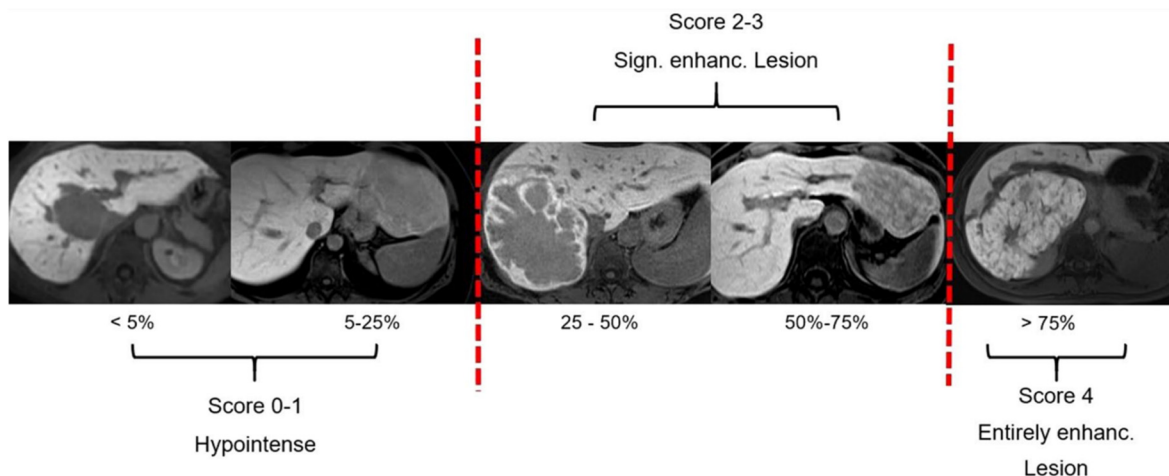 Score 2-3
Sign. enhanc. Lesion
< 5%
5-25%
25 - 50%
50%-75%
> 75%
Score 0-1
Hypointense
Score 4
Entirely enhanc.
Lesion